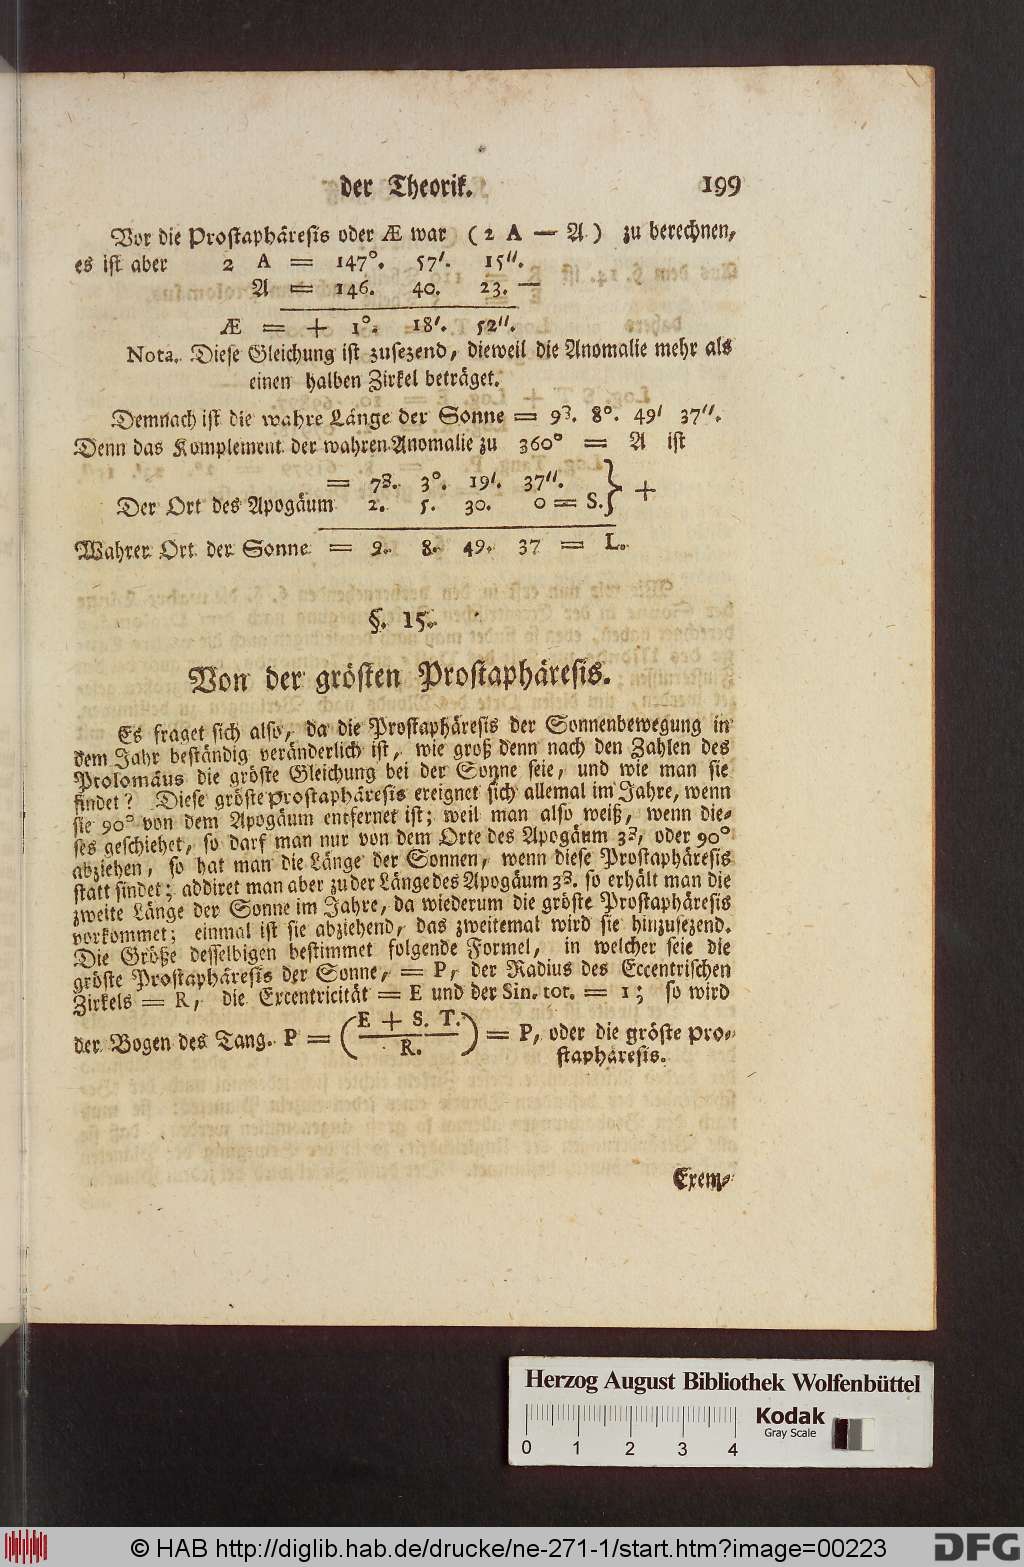 der Theorik. 199
Vor die Prostaphäresis oder Æ war (2 A — A) zu berechnen,
es ist aber 2 A = 147°. 57′. 15″.
A = 146. 40. 23. —
Æ = + 1°. 18′. 52″.
Nota. Diese Gleichung ist zusezend, dieweil die Anomalie mehr als
einen halben Zirkel beträget.
Demnach ist die wahre Länge der Sonne = 9Z. 8°. 49′ 37″.
Denn das Komplement der wahren Anomalie zu 360° = A ist
= 7Z. 3°. 19′. 37″. } +
Der Ort des Apogäum 2. 5. 30. 0 = S.
Wahrer Ort der Sonne = 9. 8. 49. 37 = L.
§. 15.
Von der grösten Prostaphäresis.
Es fraget sich also, da die Prostaphäresis der Sonnenbewegung in
dem Jahr beständig veränderlich ist, wie groß denn nach den Zahlen des
Ptolomäus die gröste Gleichung bei der Sonne seie, und wie man sie
findet? Diese gröste Prostaphäresis ereignet sich allemal im Jahre, wenn
sie 90° von dem Apogäum entfernet ist; weil man also weiß, wenn die-
ses geschiehet, so darf man nur von dem Orte des Apogäum 3Z, oder 90°
abziehen, so hat man die Länge der Sonnen, wenn diese Prostaphäresis
statt findet; addiret man aber zu der Länge des Apogäum 3Z. so erhält man die
zweite Länge der Sonne im Jahre, da wiederum die gröste Prostaphäresis
vorkommet; einmal ist sie abziehend, das zweitemal wird sie hinzusezend.
Die Größe desselbigen bestimmet folgende Formel, in welcher seie die
gröste Prostaphäresis der Sonne, = P, der Radius des Eccentrischen
Zirkels = R, die Excentricität = E und der Sin. tot. = 1; so wird
der Bogen des Tang. P = (E + S. T. / R.) = P, oder die gröste Pro-
staphäresis.
Exem-
Herzog August Bibliothek Wolfenbüttel
0 1 2 3 4
Kodak
Gray Scale
© HAB http://diglib.hab.de/drucke/ne-271-1/start.htm?image=00223
DFG